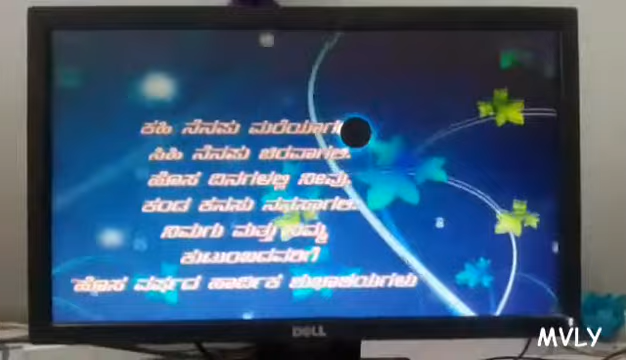 ಕಹಿ ನೆನಪು ಮರೆಯಾಗಲಿ
ಸಿಹಿ ನೆನಪು ಚಿರವಾಗಲಿ.
ಹೊಸ ದಿನಗಳಲ್ಲಿ ನೀವು,
ಕಂಡ ಕನಸು ನನಸಾಗಲಿ.
ನಿಮಗು ಮತ್ತು ನಿಮ್ಮ
ಕುಟುಂಬದವರಿಗೆ
ಹೊಸ ವರ್ಷದ ಹಾರ್ದಿಕ ಶುಭಾಶಯಗಳು
DELL
MVLY